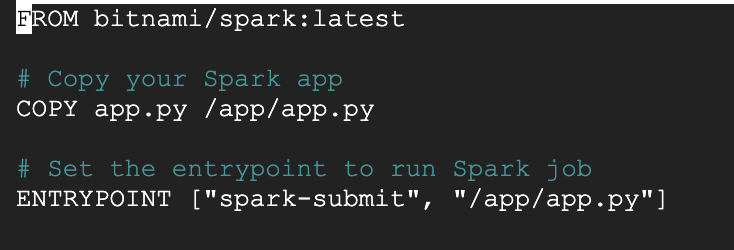 FROM bitnami/spark:latest
# Copy your Spark app
COPY app.py /app/app.py
# Set the entrypoint to run Spark job
ENTRYPOINT ["spark-submit", "/app/app.py"]